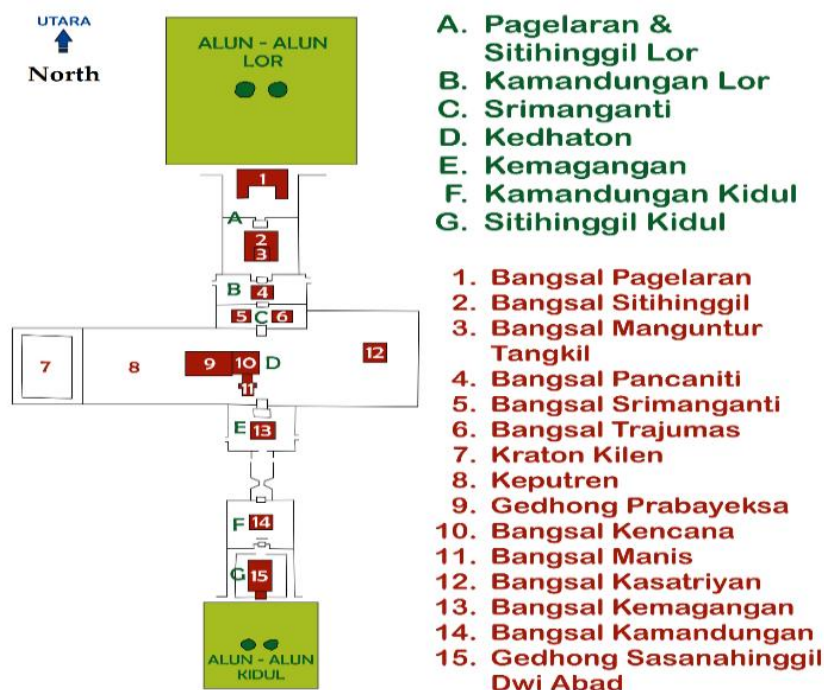 UTARA
North
ALUN - ALUN
LOR
1
A
2
3
B
4
5
C
6
7
8
9
10
D
11
12
E
13
F
14
G
15
ALUN - ALUN
KIDUL
A. Pagelaran &
Sitihinggil Lor
B. Kamandungan Lor
C. Srimanganti
D. Kedhaton
E. Kemagangan
F. Kamandungan Kidul
G. Sitihinggil Kidul
1. Bangsal Pagelaran
2. Bangsal Sitihinggil
3. Bangsal Manguntur
Tangkil
4. Bangsal Pancaniti
5. Bangsal Srimanganti
6. Bangsal Trajumas
7. Kraton Kilen
8. Keputren
9. Gedhong Prabayeksa
10. Bangsal Kencana
11. Bangsal Manis
12. Bangsal Kasatriyan
13. Bangsal Kemagangan
14. Bangsal Kamandungan
15. Gedhong Sasanahinggil
Dwi Abad